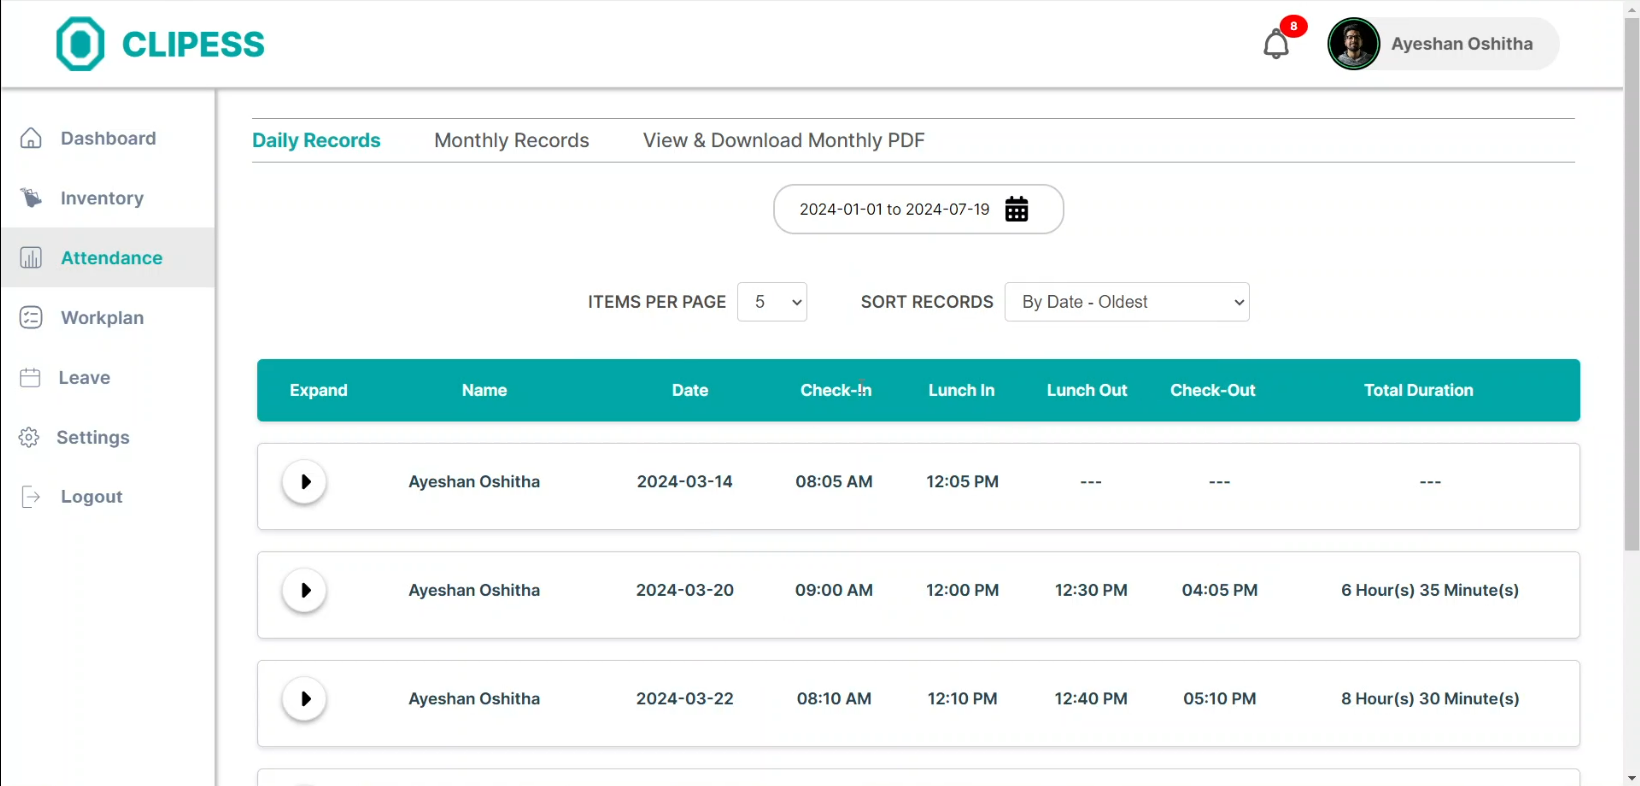 CLIPESS
8
Ayeshan Oshitha
Dashboard
Inventory
Attendance
Workplan
Leave
Settings
Logout
Daily Records Monthly Records View & Download Monthly PDF
2024-01-01 to 2024-07-19
ITEMS PER PAGE 5 SORT RECORDS By Date - Oldest
Expand Name Date Check-In Lunch In Lunch Out Check-Out Total Duration
Ayeshan Oshitha 2024-03-14 08:05 AM 12:05 PM --- --- ---
Ayeshan Oshitha 2024-03-20 09:00 AM 12:00 PM 12:30 PM 04:05 PM 6 Hour(s) 35 Minute(s)
Ayeshan Oshitha 2024-03-22 08:10 AM 12:10 PM 12:40 PM 05:10 PM 8 Hour(s) 30 Minute(s)